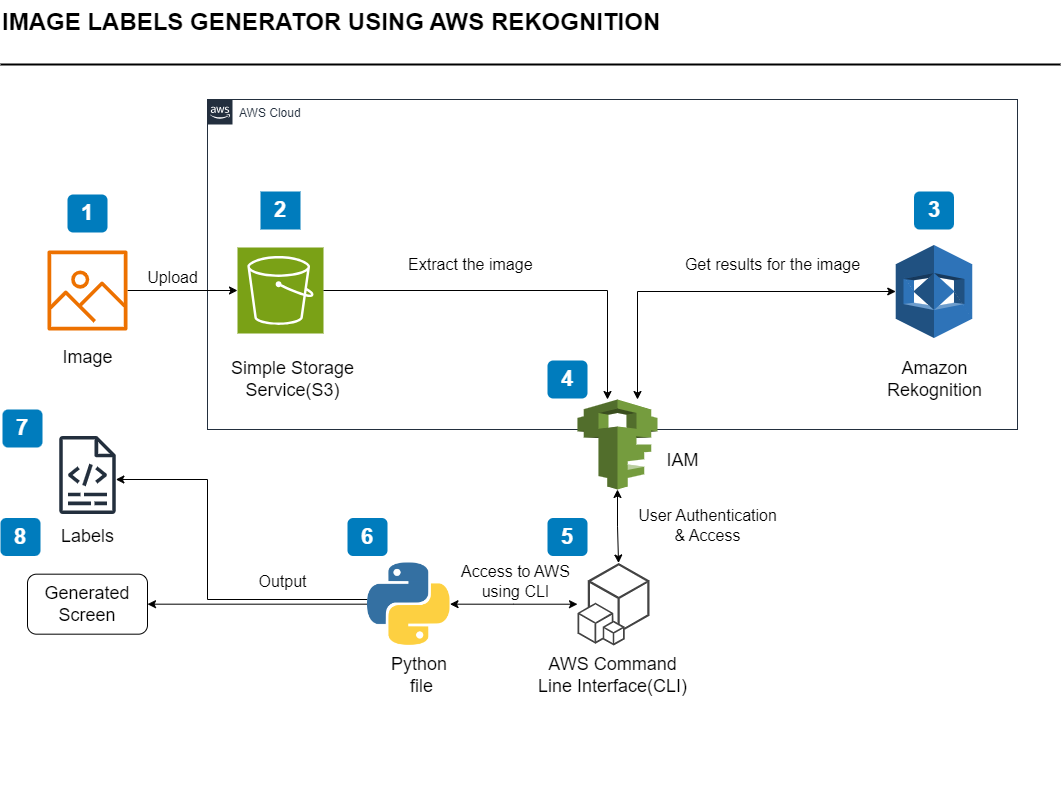 IMAGE LABELS GENERATOR USING AWS REKOGNITION
aws
AWS Cloud
1
2
3
Upload
Extract the image
Get results for the image
Image
Simple Storage
Service(S3)
Amazon
Rekognition
4
7
IAM
</>
Labels
8
6
5
User Authentication
& Access
Generated
Screen
Output
Access to AWS
using CLI
Python
file
AWS Command
Line Interface(CLI)